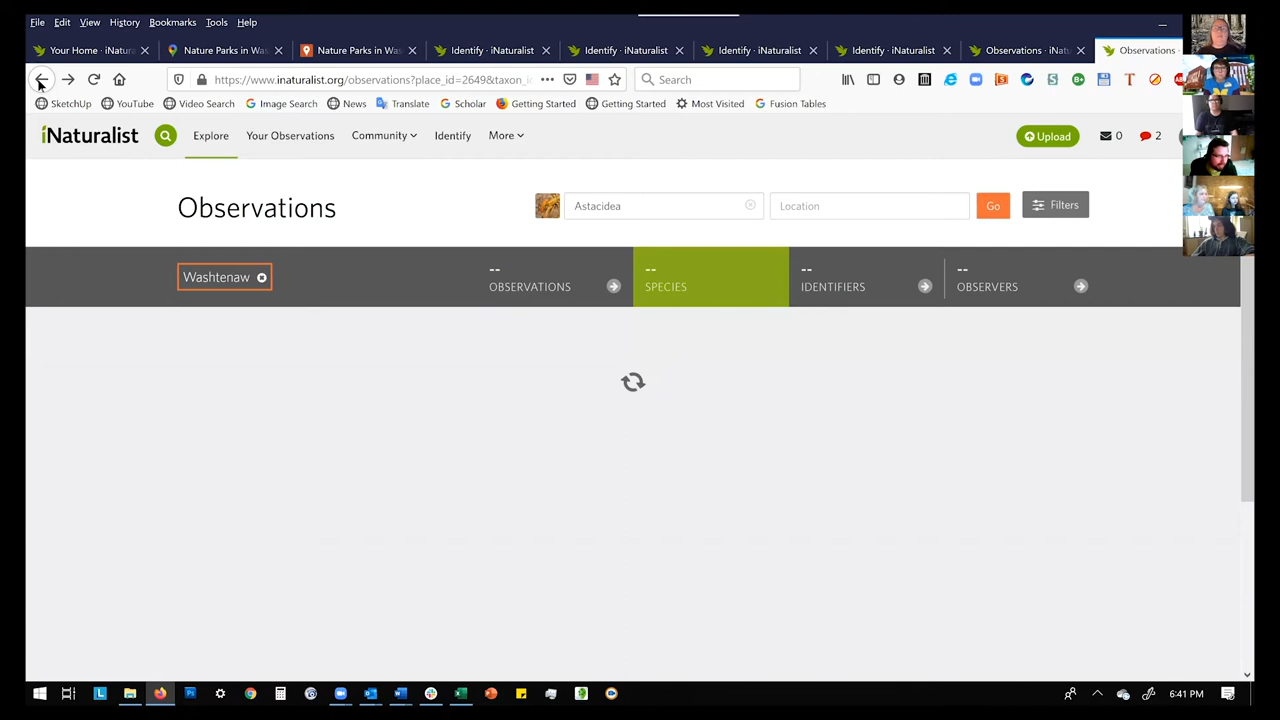 File Edit View History Bookmarks Tools Help
Your Home · iNatura
Nature Parks in Was
Nature Parks in Was
Identify · iNaturalist
Identify · iNaturalist
Identify · iNaturalist
Identify · iNaturalist
Observations · iNatu
Observations ·
https://www.inaturalist.org/observations?place_id=2649&taxon_i
Search
SketchUp YouTube Video Search Image Search News Translate Scholar Getting Started Getting Started Most Visited Fusion Tables
iNaturalist Explore Your Observations Community Identify More Upload 0 2
Observations
Astacidea
Location
Go
Filters
Washtenaw
--
OBSERVATIONS
--
SPECIES
--
IDENTIFIERS
--
OBSERVERS
6:41 PM